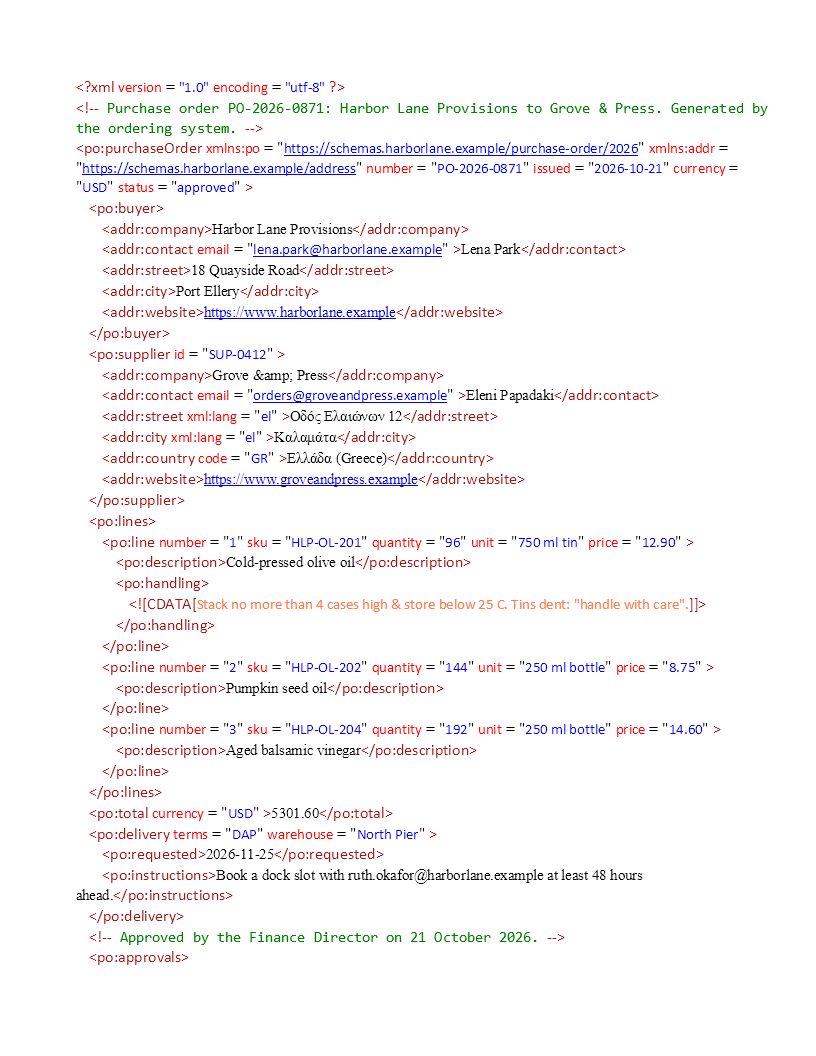 <?xml version = "1.0" encoding = "utf-8" ?>
<!-- Purchase order PO-2026-0871: Harbor Lane Provisions to Grove & Press. Generated by
the ordering system. -->
<po:purchaseOrder xmlns:po = "https://schemas.harborlane.example/purchase-order/2026" xmlns:addr =
"https://schemas.harborlane.example/address" number = "PO-2026-0871" issued = "2026-10-21" currency =
"USD" status = "approved" >
<po:buyer>
<addr:company>Harbor Lane Provisions</addr:company>
<addr:contact email = "lena.park@harborlane.example" >Lena Park</addr:contact>
<addr:street>18 Quayside Road</addr:street>
<addr:city>Port Ellery</addr:city>
<addr:website>https://www.harborlane.example</addr:website>
</po:buyer>
<po:supplier id = "SUP-0412" >
<addr:company>Grove &amp; Press</addr:company>
<addr:contact email = "orders@groveandpress.example" >Eleni Papadaki</addr:contact>
<addr:street xml:lang = "el" >Οδός Ελαιώνων 12</addr:street>
<addr:city xml:lang = "el" >Καλαμάτα</addr:city>
<addr:country code = "GR" >Ελλάδα (Greece)</addr:country>
<addr:website>https://www.groveandpress.example</addr:website>
</po:supplier>
<po:lines>
<po:line number = "1" sku = "HLP-OL-201" quantity = "96" unit = "750 ml tin" price = "12.90" >
<po:description>Cold-pressed olive oil</po:description>
<po:handling>
<![CDATA[Stack no more than 4 cases high & store below 25 C. Tins dent: "handle with care".]]>
</po:handling>
</po:line>
<po:line number = "2" sku = "HLP-OL-202" quantity = "144" unit = "250 ml bottle" price = "8.75" >
<po:description>Pumpkin seed oil</po:description>
</po:line>
<po:line number = "3" sku = "HLP-OL-204" quantity = "192" unit = "250 ml bottle" price = "14.60" >
<po:description>Aged balsamic vinegar</po:description>
</po:line>
</po:lines>
<po:total currency = "USD" >5301.60</po:total>
<po:delivery terms = "DAP" warehouse = "North Pier" >
<po:requested>2026-11-25</po:requested>
<po:instructions>Book a dock slot with ruth.okafor@harborlane.example at least 48 hours
ahead.</po:instructions>
</po:delivery>
<!-- Approved by the Finance Director on 21 October 2026. -->
<po:approvals>